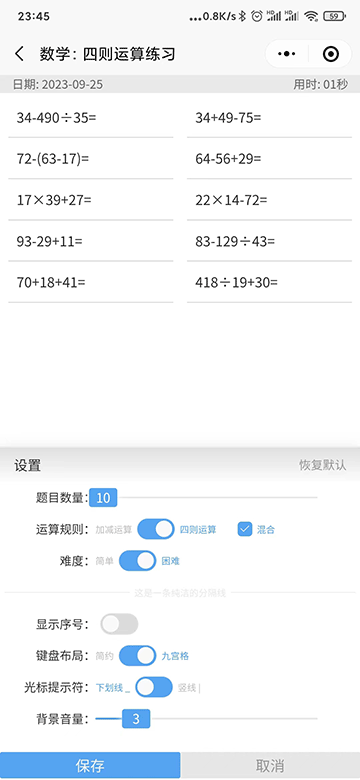 23:45 ...0.8K/s HD HD 59
数学：四则运算练习
日期: 2023-09-25 用时: 01秒
34-490÷35= 34+49-75=
72-(63-17)= 64-56+29=
17×39+27= 22×14-72=
93-29+11= 83-129÷43=
70+18+41= 418÷19+30=
设置 恢复默认
题目数量: 10
运算规则: 加减运算 四则运算 混合
难度: 简单 困难
这是一条纯洁的分隔线
显示序号:
键盘布局: 简约 九宫格
光标提示符: 下划线 _ 竖线 |
背景音量: 3
保存 取消